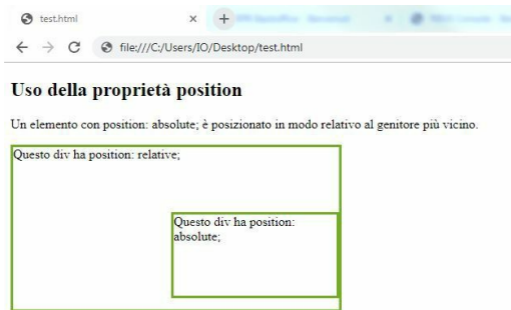 test.html
file:///C:/Users/IO/Desktop/test.html
Uso della proprietà position
Un elemento con position: absolute; è posizionato in modo relativo al genitore più vicino.
Questo div ha position: relative;
Questo div ha position:
absolute;